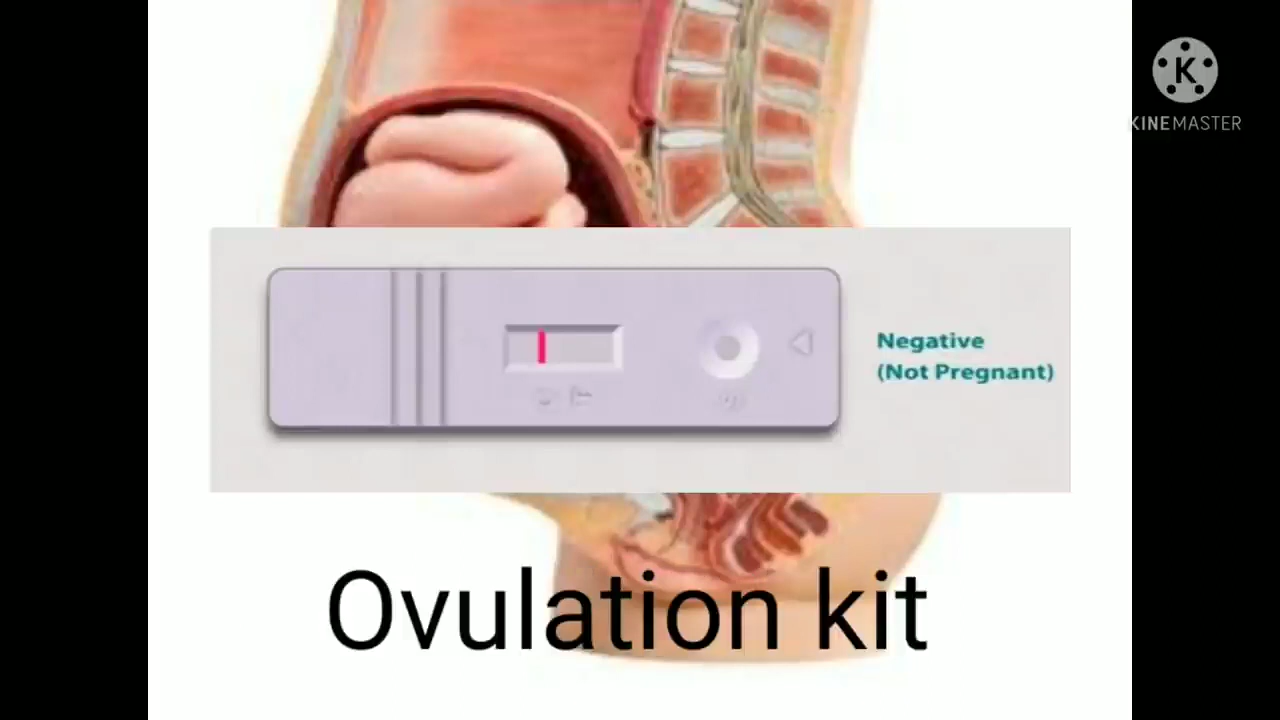 K
KINEMASTER
Negative
(Not Pregnant)
Ovulation kit